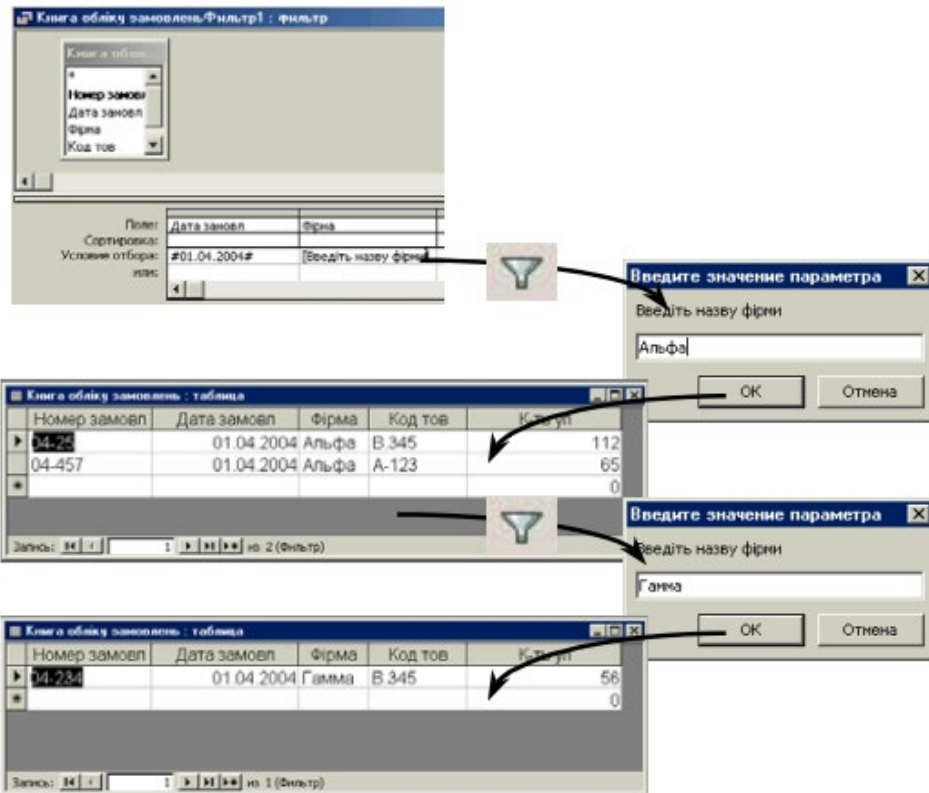 Книга обліку замовлень/Фильтр1 : фильтр
Книга облік...
*
Номер замовл
Дата замовл
Фірма
Код тов
Поле: Дата замовл Фірма
Сортировка:
Условие отбора: #01.04.2004# [Введіть назву фірми]
или:
Введите значение параметра
Введіть назву фірми
Альфа
OK Отмена
Книга обліку замовлень : таблица
Номер замовл Дата замовл Фірма Код тов К-ть уп
04-25 01.04.2004 Альфа В.345 112
04-457 01.04.2004 Альфа А-123 65
0
Запись: 1 из 2 (Фильтр)
Введите значение параметра
Введіть назву фірми
Гамма
OK Отмена
Книга обліку замовлень : таблица
Номер замовл Дата замовл Фірма Код тов К-ть уп
04-234 01.04.2004 Гамма В.345 56
0
Запись: 1 из 1 (Фильтр)